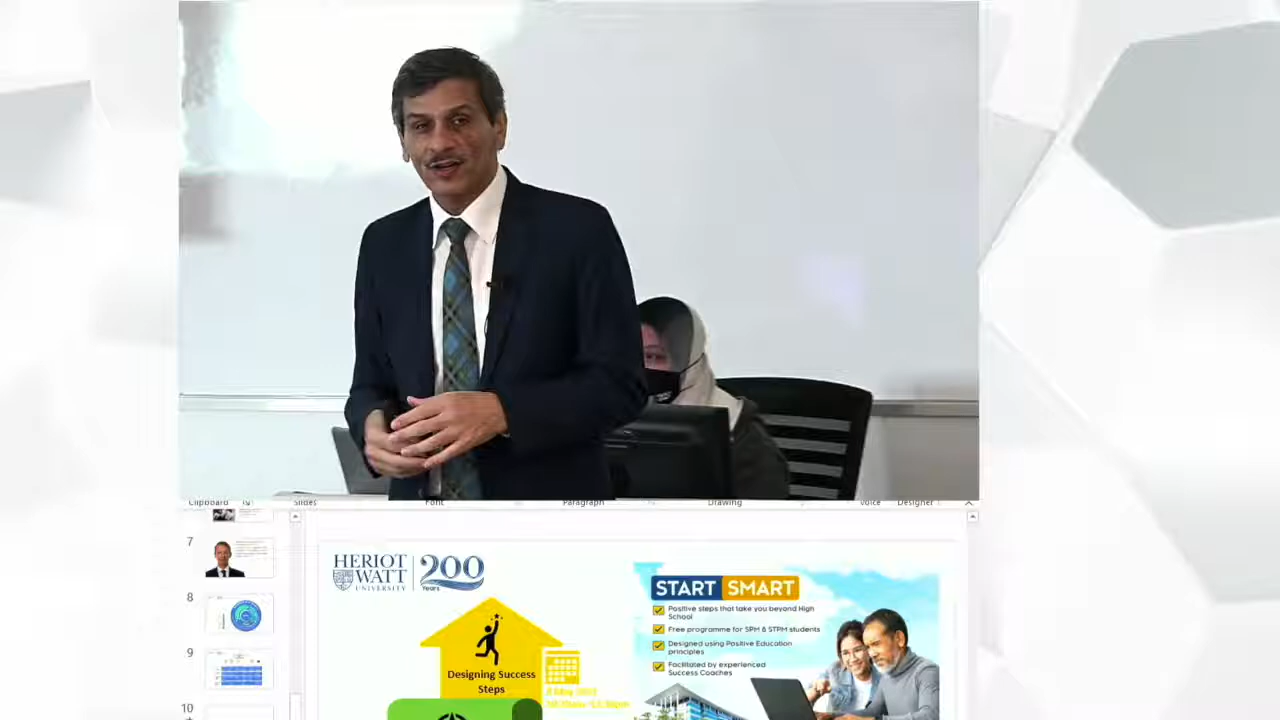 Clipboard
Slides
Font
Paragraph
Drawing
Voice
Designer
7
8
9
10
HERIOT
WATT
UNIVERSITY
200
Years
Designing Success
Steps
START SMART
Positive steps that take you beyond High
School
Free programme for SPM & STPM students
Designed using Positive Education
principles
Facilitated by experienced
Success Coaches